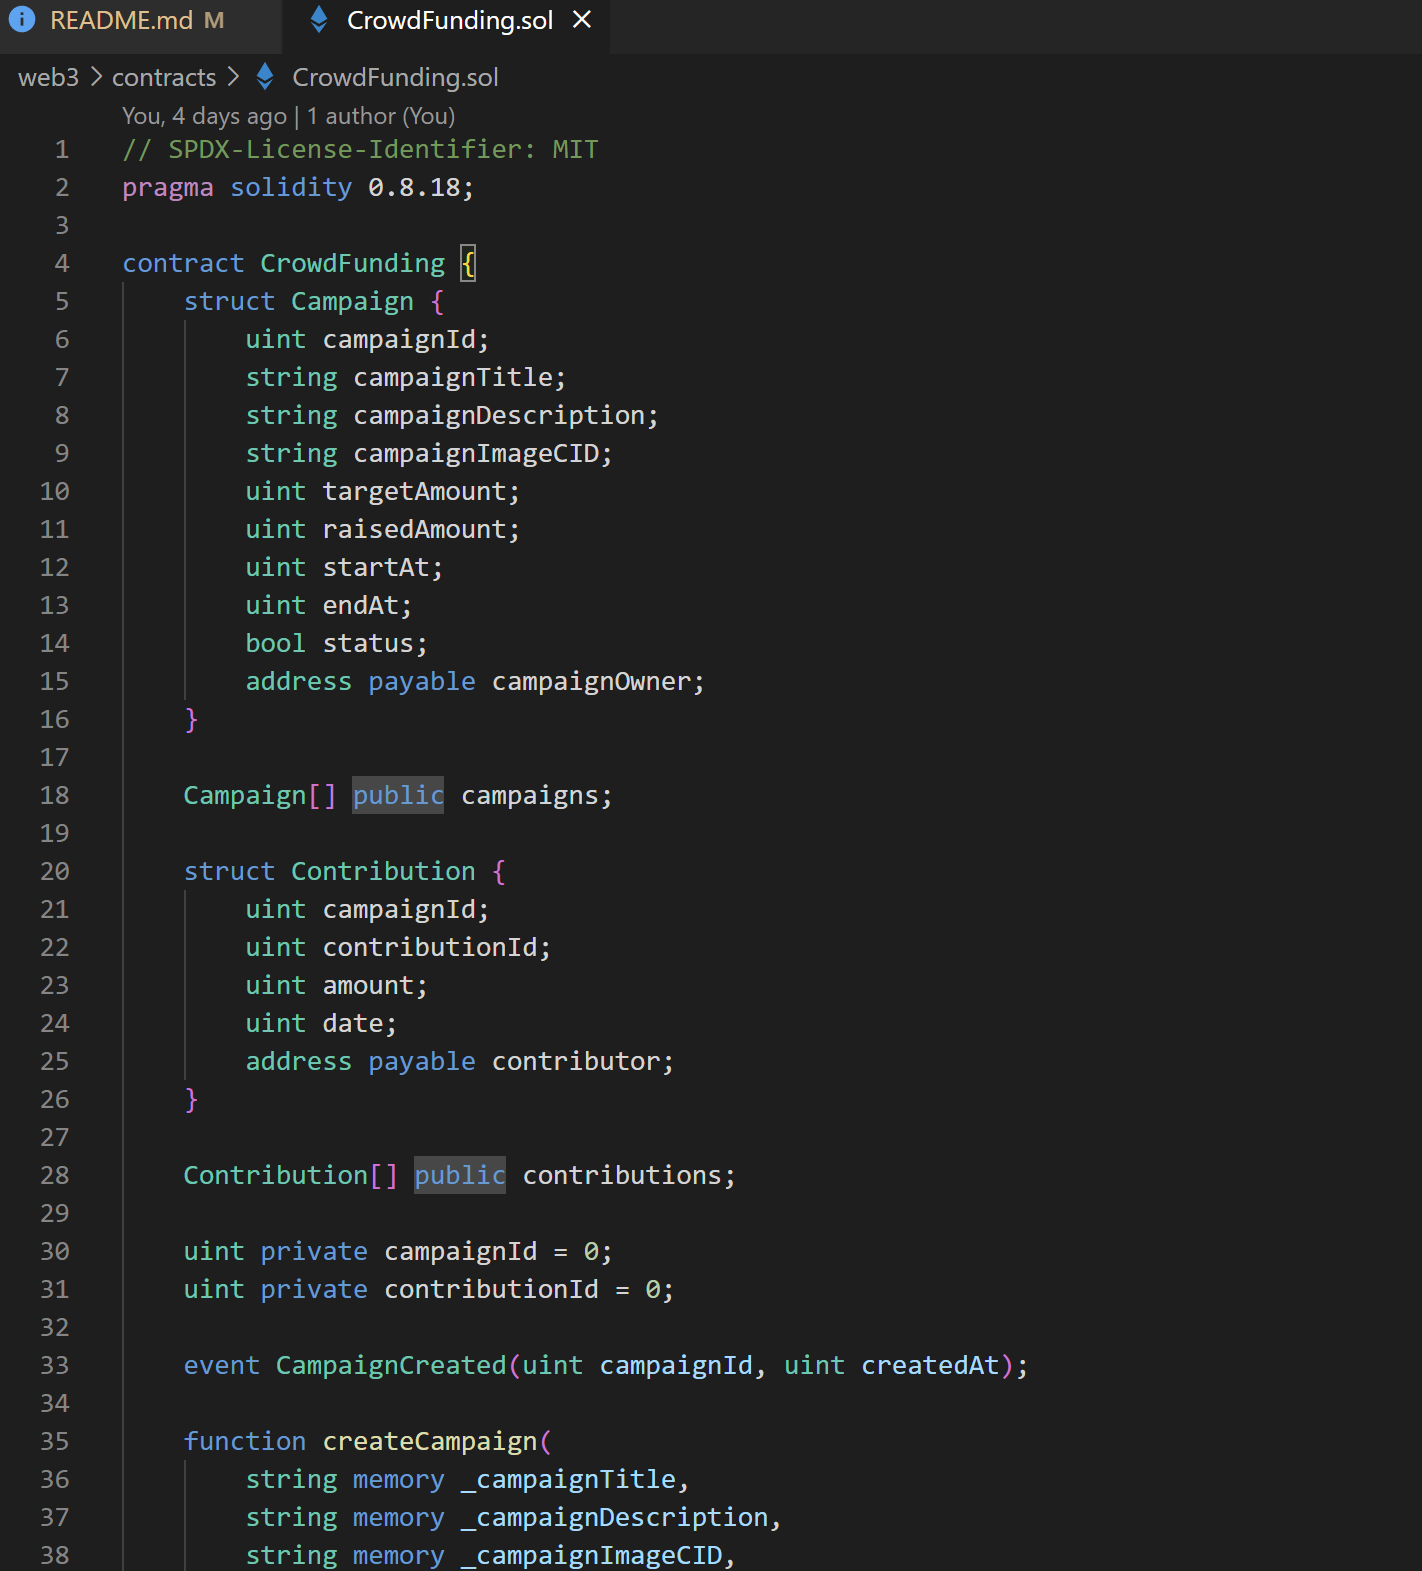 README.md M CrowdFunding.sol
web3 > contracts > CrowdFunding.sol
You, 4 days ago | 1 author (You)
1 // SPDX-License-Identifier: MIT
2 pragma solidity 0.8.18;
3
4 contract CrowdFunding {
5     struct Campaign {
6         uint campaignId;
7         string campaignTitle;
8         string campaignDescription;
9         string campaignImageCID;
10         uint targetAmount;
11         uint raisedAmount;
12         uint startAt;
13         uint endAt;
14         bool status;
15         address payable campaignOwner;
16     }
17
18     Campaign[] public campaigns;
19
20     struct Contribution {
21         uint campaignId;
22         uint contributionId;
23         uint amount;
24         uint date;
25         address payable contributor;
26     }
27
28     Contribution[] public contributions;
29
30     uint private campaignId = 0;
31     uint private contributionId = 0;
32
33     event CampaignCreated(uint campaignId, uint createdAt);
34
35     function createCampaign(
36         string memory _campaignTitle,
37         string memory _campaignDescription,
38         string memory _campaignImageCID,